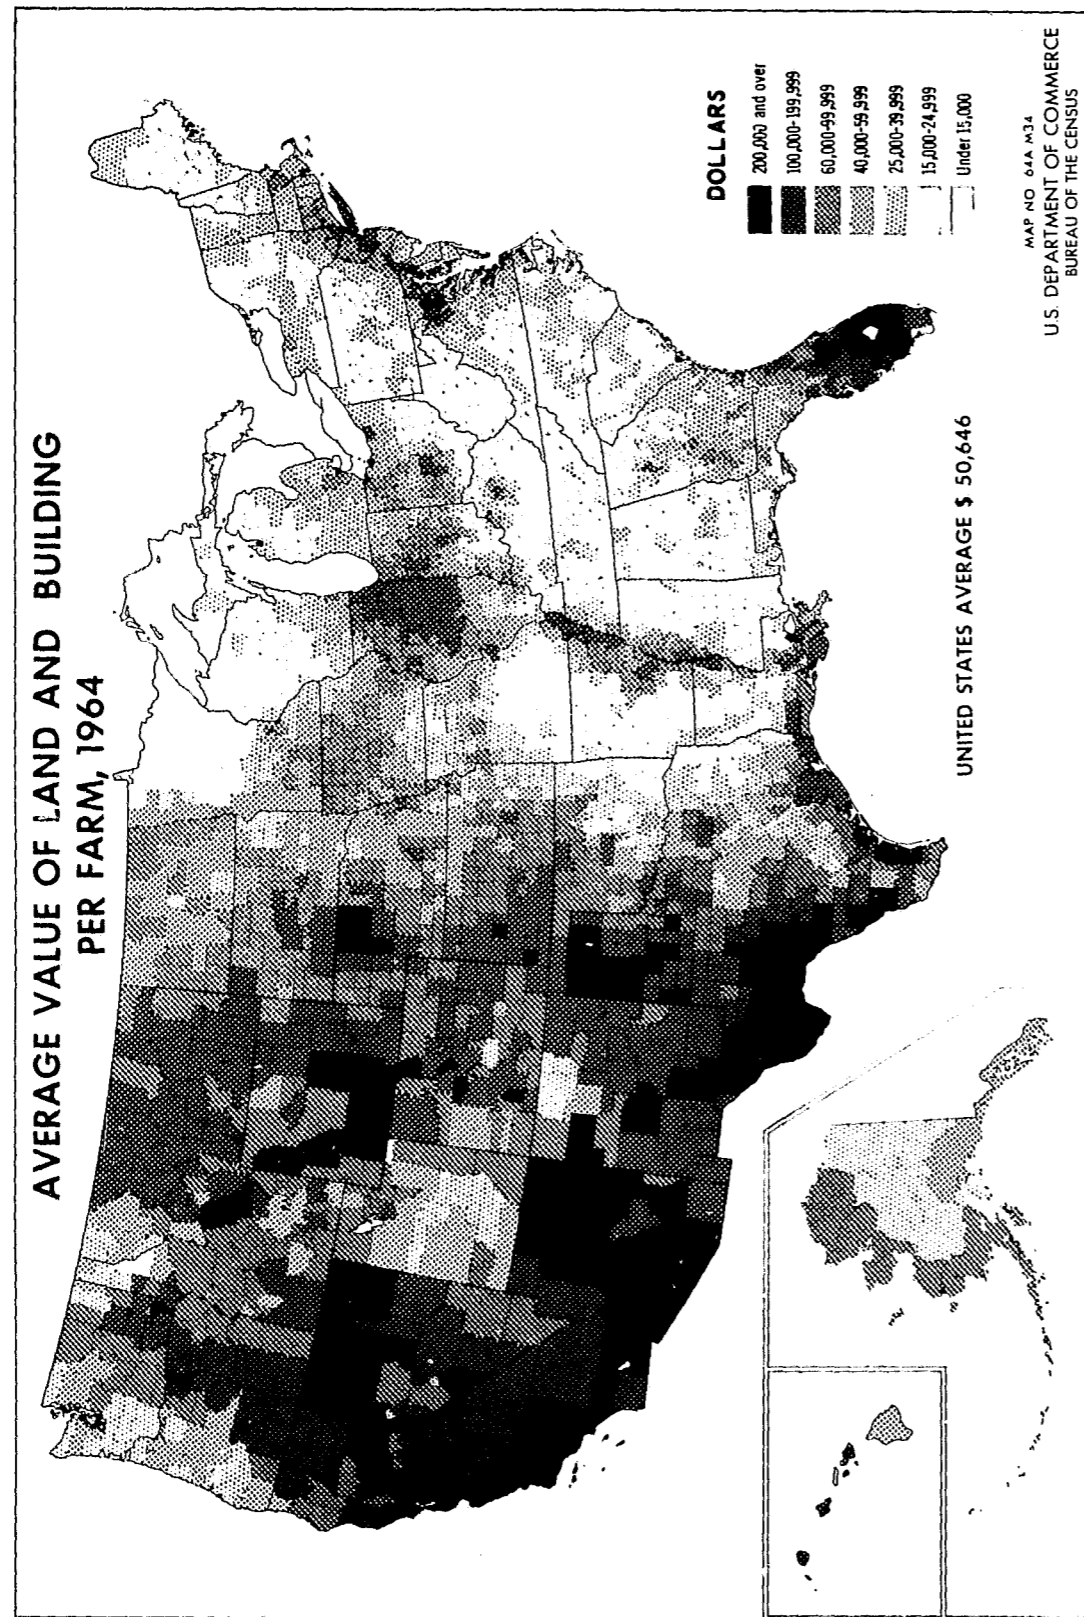 AVERAGE VALUE OF LAND AND BUILDING
PER FARM, 1964
DOLLARS
200,000 and over
100,000-199,999
60,000-99,999
40,000-59,999
25,000-39,999
15,000-24,999
Under 15,000
UNITED STATES AVERAGE $ 50,646
MAP NO 64A M34
U.S. DEPARTMENT OF COMMERCE
BUREAU OF THE CENSUS